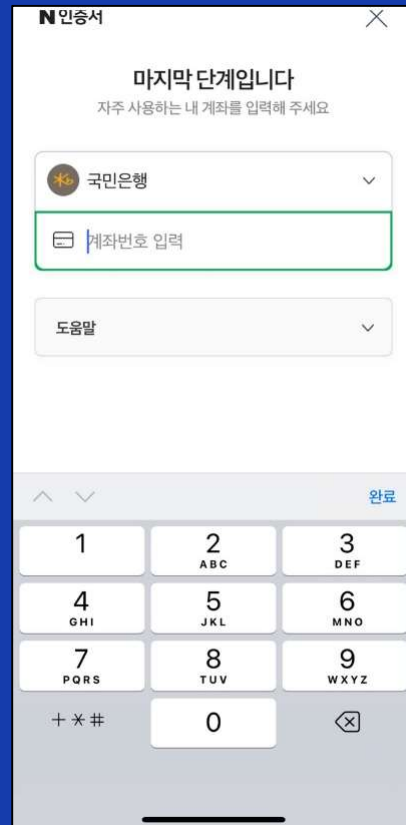 N인증서
마지막 단계입니다
자주 사용하는 내 계좌를 입력해 주세요
국민은행
계좌번호 입력
도움말
완료
1
2
ABC
3
DEF
4
GHI
5
JKL
6
MNO
7
PQRS
8
TUV
9
WXYZ
+*#
0